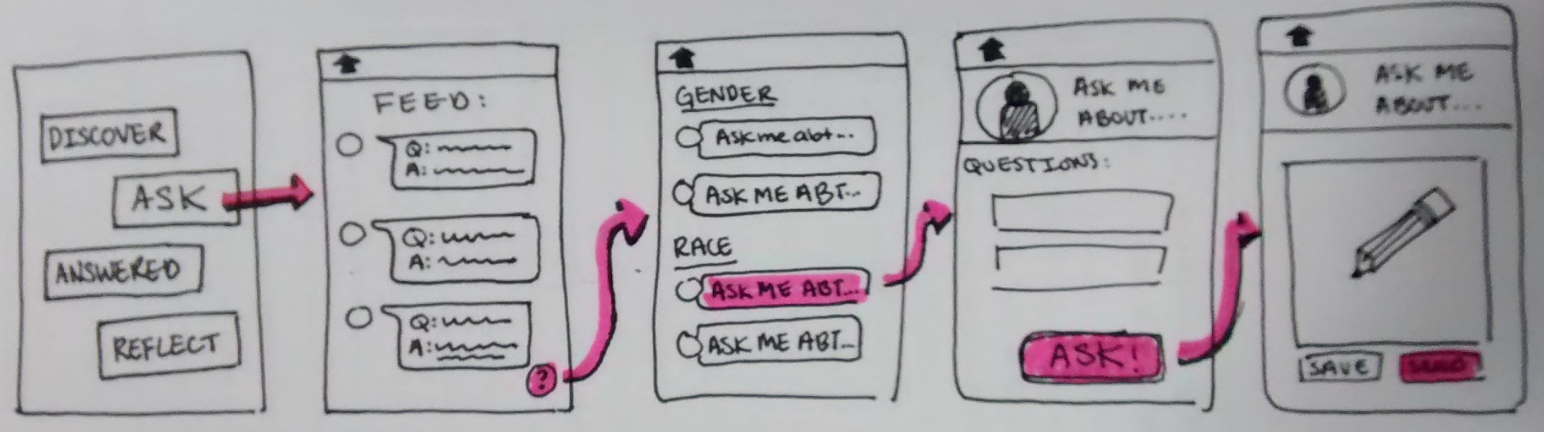 DISCOVER
ASK
ANSWERED
REFLECT
FEED:
Q:
A:
Q:
A:
Q:
A:
?
GENDER
Ask me abt...
ASK ME ABT...
RACE
ASK ME ABT...
ASK ME ABT...
ASK ME
ABOUT....
QUESTIONS:
ASK!
ASK ME
ABOUT....
SAVE
SEND